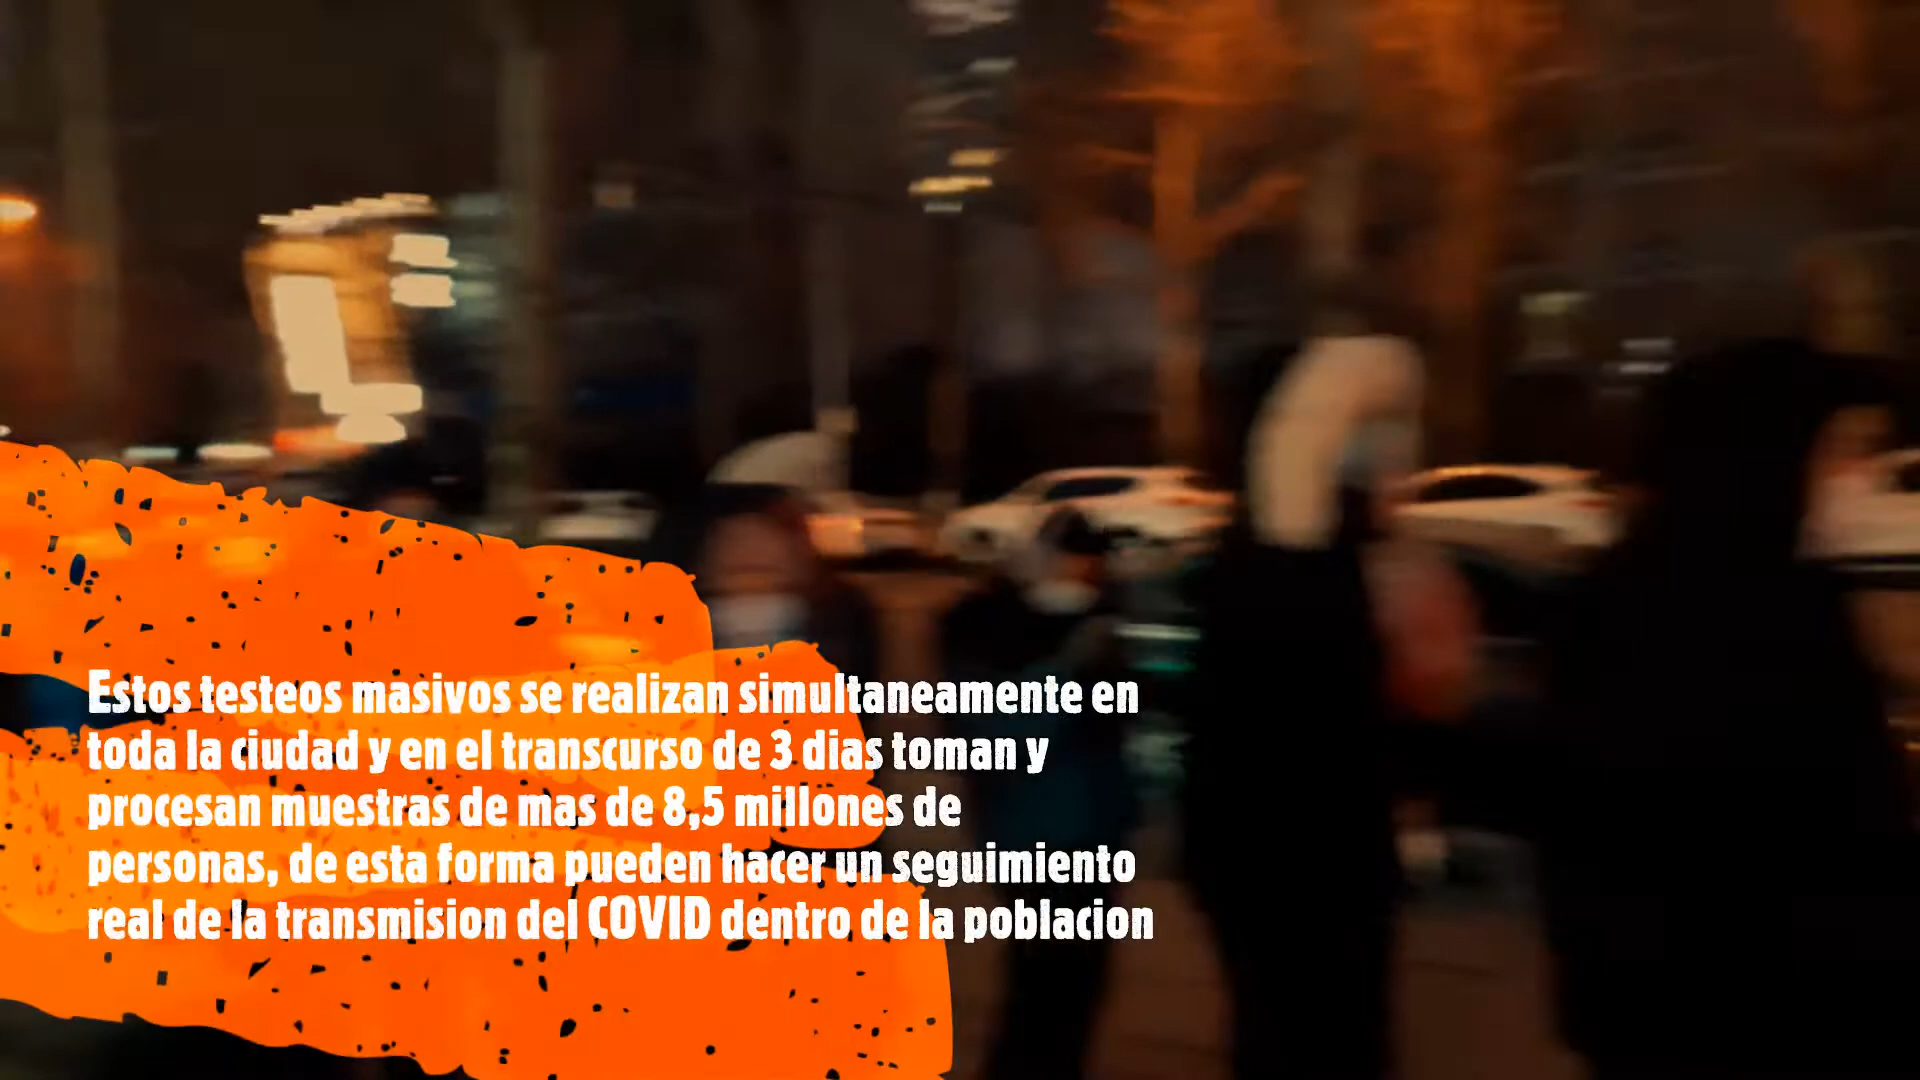 Estos testeos masivos se realizan simultaneamente en
toda la ciudad y en el transcurso de 3 dias toman y
procesan muestras de mas de 8,5 millones de
personas, de esta forma pueden hacer un seguimiento
real de la transmision del COVID dentro de la poblacion